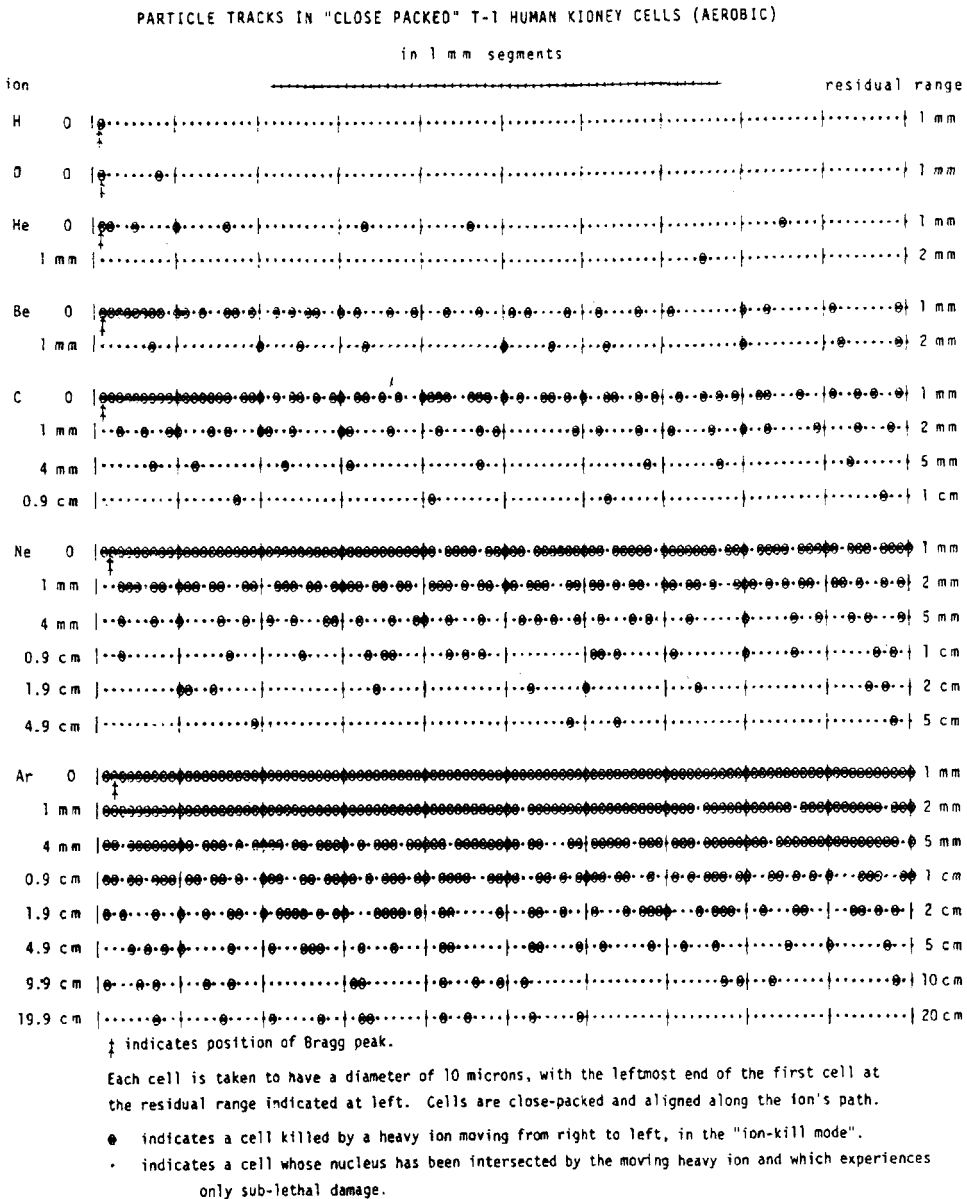 PARTICLE TRACKS IN "CLOSE PACKED" T-1 HUMAN KIDNEY CELLS (AEROBIC)
in 1 mm segments
ion residual range
H 0 1 mm
D 0 1 mm
He 0 1 mm
1 mm 2 mm
Be 0 1 mm
1 mm 2 mm
C 0 1 mm
1 mm 2 mm
4 mm 5 mm
0.9 cm 1 cm
Ne 0 1 mm
1 mm 2 mm
4 mm 5 mm
0.9 cm 1 cm
1.9 cm 2 cm
4.9 cm 5 cm
Ar 0 1 mm
1 mm 2 mm
4 mm 5 mm
0.9 cm 1 cm
1.9 cm 2 cm
4.9 cm 5 cm
9.9 cm 10 cm
19.9 cm 20 cm
‡ indicates position of Bragg peak.
Each cell is taken to have a diameter of 10 microns, with the leftmost end of the first cell at
the residual range indicated at left. Cells are close-packed and aligned along the ion's path.
indicates a cell killed by a heavy ion moving from right to left, in the "ion-kill mode".
· indicates a cell whose nucleus has been intersected by the moving heavy ion and which experiences
only sub-lethal damage.